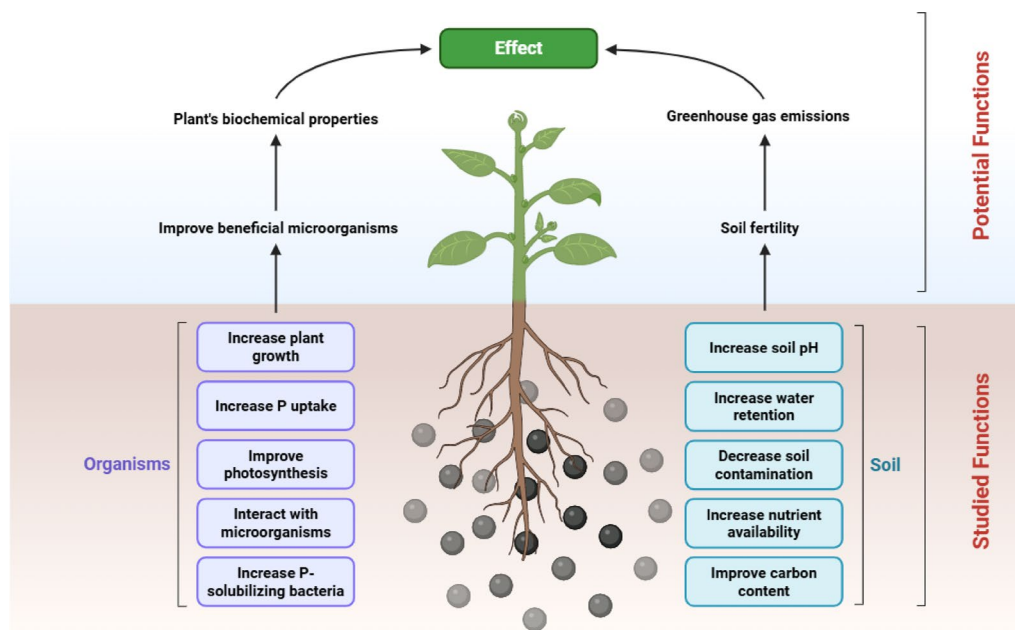 Effect
Plant's biochemical properties
Greenhouse gas emissions
Potential Functions
Improve beneficial microorganisms
Soil fertility
Organisms
Increase plant
growth
Increase P uptake
Improve
photosynthesis
Interact with
microorganisms
Increase P-
solubilizing bacteria
Increase soil pH
Increase water
retention
Decrease soil
contamination
Increase nutrient
availability
Improve carbon
content
Soil
Studied Functions